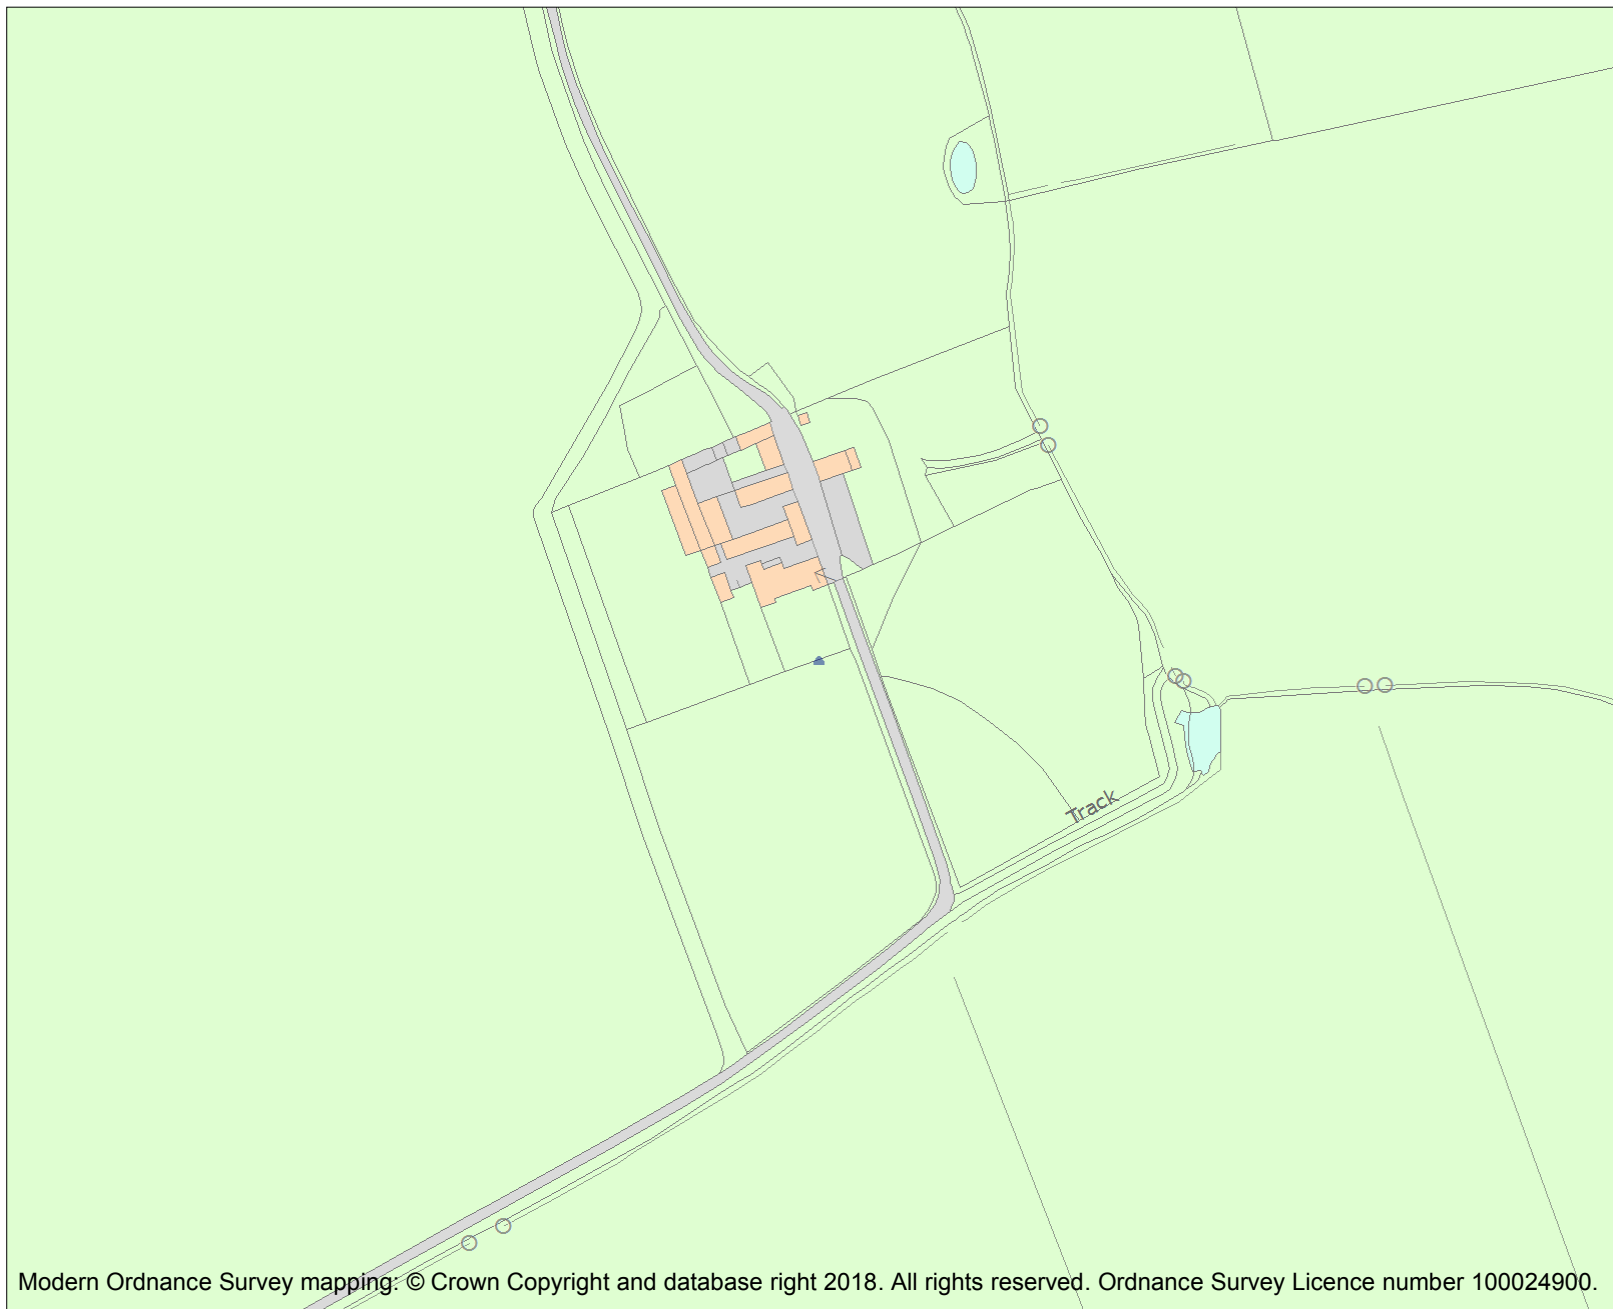 Track
Modern Ordnance Survey mapping: © Crown Copyright and database right 2018. All rights reserved. Ordnance Survey Licence number 100024900.